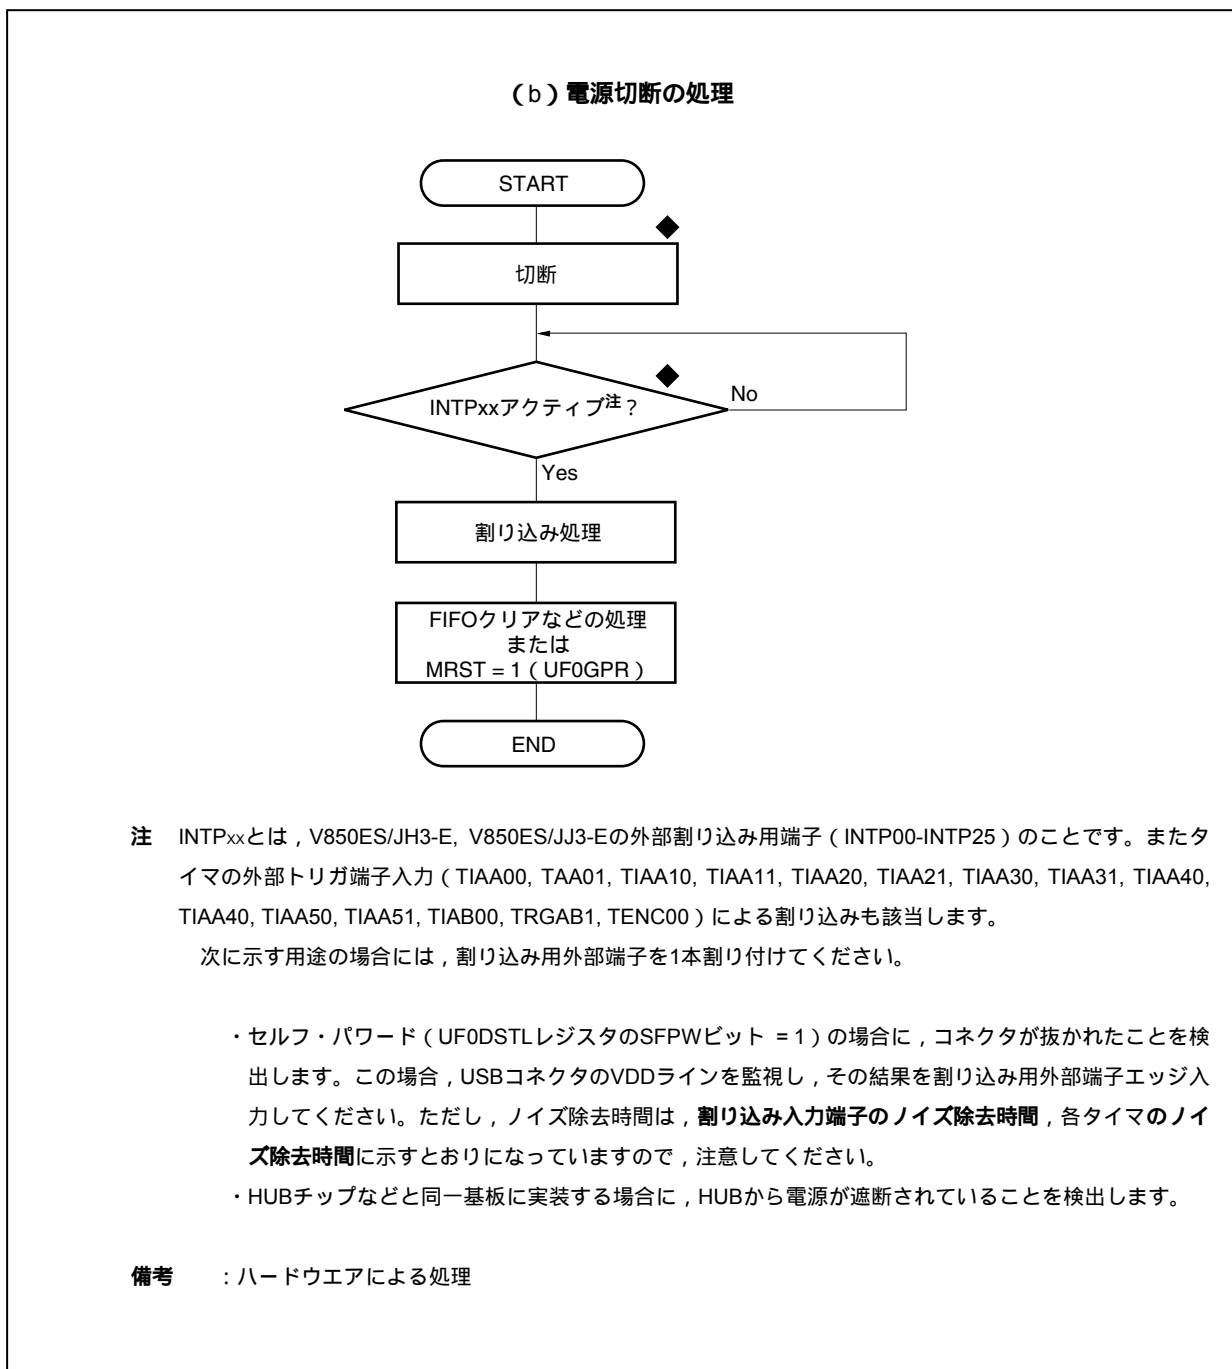 （b）電源切断の処理
START
切断
INTPxxアクティブ注？
No
Yes
割り込み処理
FIFOクリアなどの処理
または
MRST = 1（UF0GPR）
END
注 INTPxxとは，V850ES/JH3-E, V850ES/JJ3-Eの外部割り込み用端子（INTP00-INTP25）のことです。またタ
イマの外部トリガ端子入力（TIAA00, TAA01, TIAA10, TIAA11, TIAA20, TIAA21, TIAA30, TIAA31, TIAA40,
TIAA40, TIAA50, TIAA51, TIAB00, TRGAB1, TENC00）による割り込みも該当します。
次に示す用途の場合には，割り込み用外部端子を1本割り付けてください。
・セルフ・パワード（UF0DSTLレジスタのSFPWビット = 1）の場合に，コネクタが抜かれたことを検
出します。この場合，USBコネクタのVDDラインを監視し，その結果を割り込み用外部端子エッジ入
力してください。ただし，ノイズ除去時間は，割り込み入力端子のノイズ除去時間，各タイマのノイ
ズ除去時間に示すとおりになっていますので，注意してください。
・HUBチップなどと同一基板に実装する場合に，HUBから電源が遮断されていることを検出します。
備考 ：ハードウエアによる処理